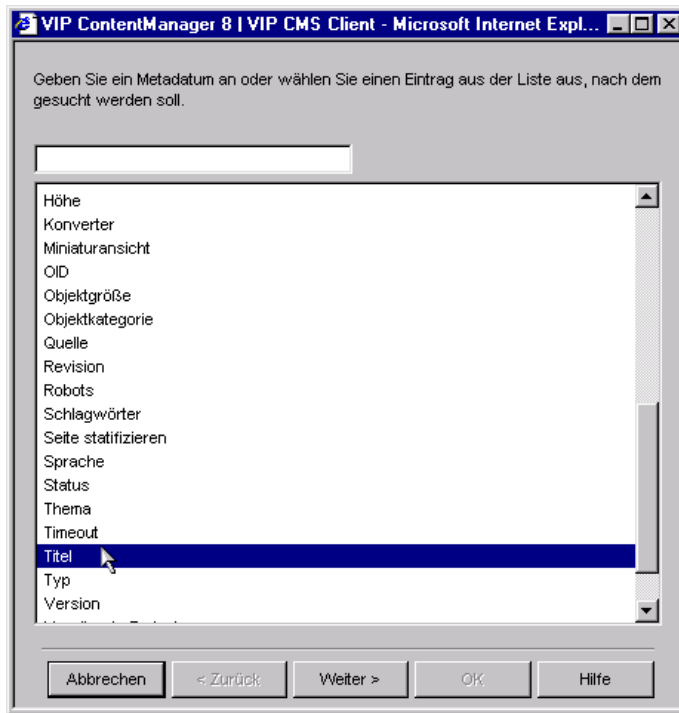 VIP ContentManager 8 | VIP CMS Client - Microsoft Internet Expl...
Geben Sie ein Metadatum an oder wählen Sie einen Eintrag aus der Liste aus, nach dem
gesucht werden soll.
Höhe
Konverter
Miniaturansicht
OID
Objektgröße
Objektkategorie
Quelle
Revision
Robots
Schlagwörter
Seite statifizieren
Sprache
Status
Thema
Timeout
Titel
Typ
Version
Abbrechen < Zurück Weiter > OK Hilfe